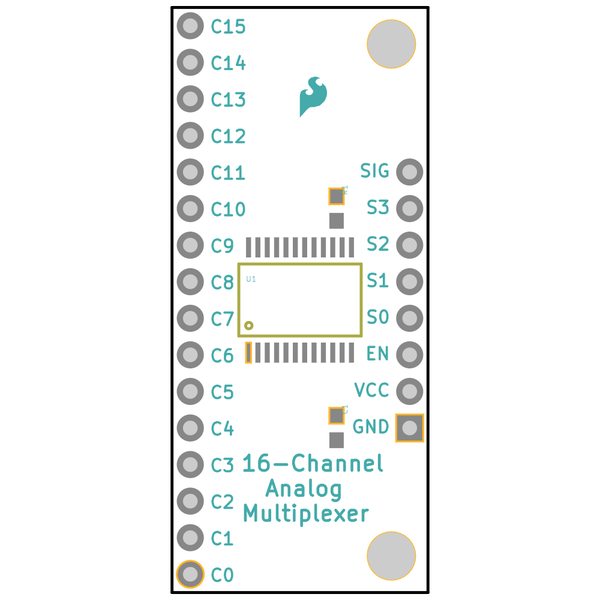 C15
C14
C13
C12
C11
C10
C9
C8
C7
C6
C5
C4
C3
C2
C1
C0
SIG
S3
S2
S1
S0
EN
VCC
GND
U1
16-Channel
Analog
Multiplexer